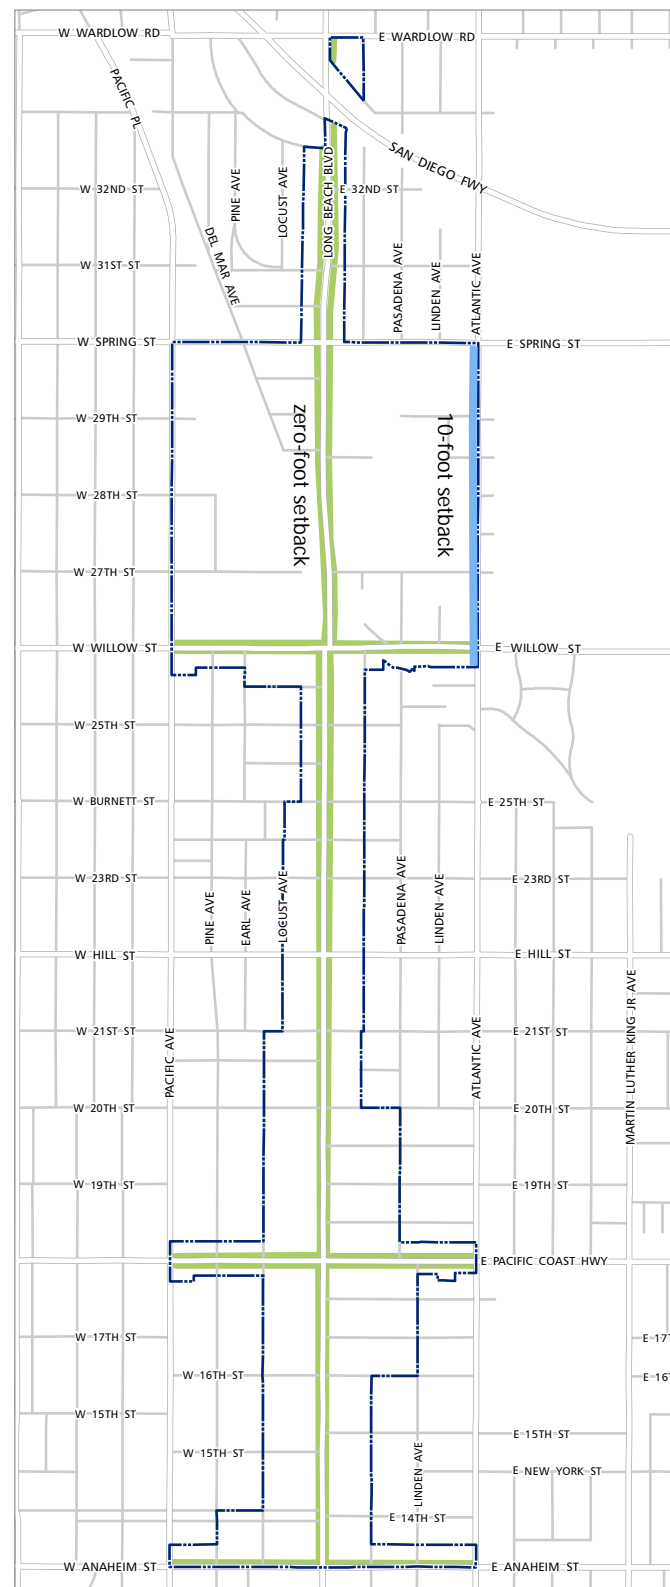 W WARDLOW RD
E WARDLOW RD
PACIFIC PL
SAN DIEGO FWY
LONG BEACH BLVD
PINE AVE
LOCUST AVE
W 32ND ST
E 32ND ST
DEL MAR AVE
PASADENA AVE
LINDEN AVE
ATLANTIC AVE
W 31ST ST
W SPRING ST
E SPRING ST
zero-foot setback
10-foot setback
W 29TH ST
W 28TH ST
W 27TH ST
W WILLOW ST
E WILLOW ST
W 25TH ST
W BURNETT ST
E 25TH ST
PINE AVE
EARL AVE
LOCUST AVE
PASADENA AVE
LINDEN AVE
W 23RD ST
E 23RD ST
W HILL ST
E HILL ST
PACIFIC AVE
ATLANTIC AVE
MARTIN LUTHER KING JR AVE
W 21ST ST
E 21ST ST
W 20TH ST
E 20TH ST
W 19TH ST
E 19TH ST
E PACIFIC COAST HWY
W 17TH ST
E 17
W 16TH ST
E 16
W 15TH ST
E 15TH ST
W 15TH ST
LINDEN AVE
E NEW YORK ST
E 14TH ST
W ANAHEIM ST
E ANAHEIM ST